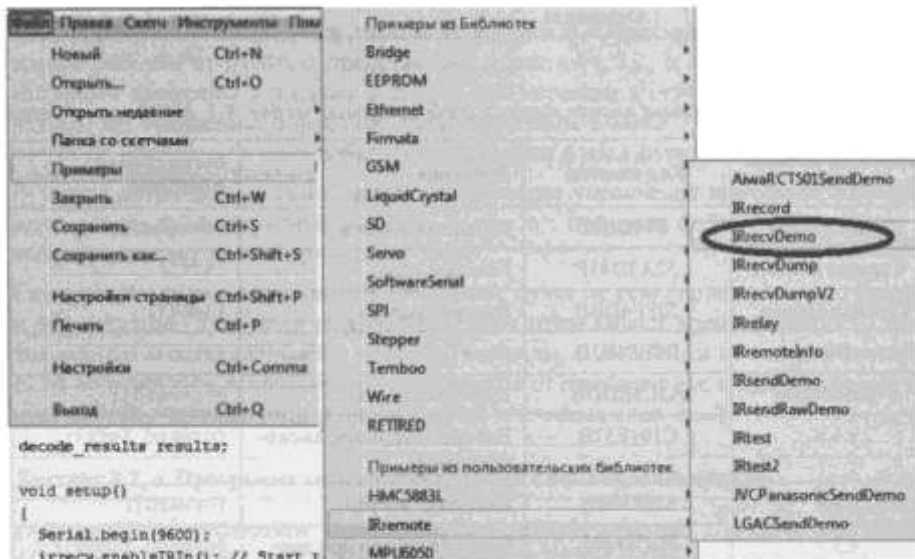 Файл Правка Скетч Инструменты Пом
Новый Ctrl+N
Открыть... Ctrl+O
Открыть недавние
Папка со скетчами
Примеры
Закрыть Ctrl+W
Сохранить Ctrl+S
Сохранить как... Ctrl+Shift+S
Настройки страницы Ctrl+Shift+P
Печать Ctrl+P
Настройки Ctrl+Comma
Выход Ctrl+Q
decode_results results;
void setup()
{
Serial.begin(9600);
irrecv.enableIRIn(); // Start
Примеры из Библиотек
Bridge
EEPROM
Ethernet
Firmata
GSM
LiquidCrystal
SD
Servo
SoftwareSerial
SPI
Stepper
Temboo
Wire
RETIRED
Примеры из пользовательских библиотек
HMC5883L
IRremote
MPU6050
AiwaRCT501SendDemo
IRrecord
IRrecvDemo
IRrecvDump
IRrecvDumpV2
IRrelay
IRremoteInfo
IRsendDemo
IRsendRawDemo
IRtest
IRtest2
JVCPanasonicSendDemo
LGACSendDemo